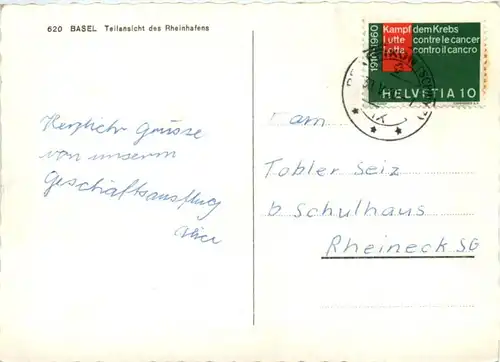 620 BASEL Teilansicht des Rheinhafens
1910-1960
Kampf dem Krebs
Lutte contre le cancer
Lotta contro il cancro
HELVETIA 10
Herzliche Grüsse
von unserm
Geschäftsausflug
Fam.
Tobler Seiz
b Schulhaus
Rheineck SG